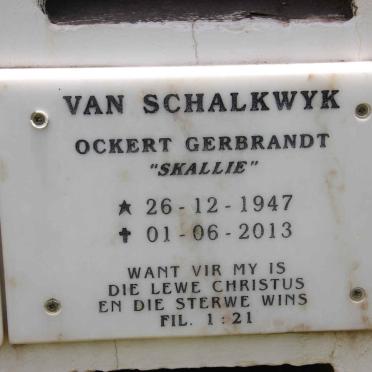 VAN SCHALKWYK
OCKERT GERBRANDT
"SKALLIE"
★ 26-12-1947
✝ 01-06-2013
WANT VIR MY IS
DIE LEWE CHRISTUS
EN DIE STERWE WINS
FIL. 1:21